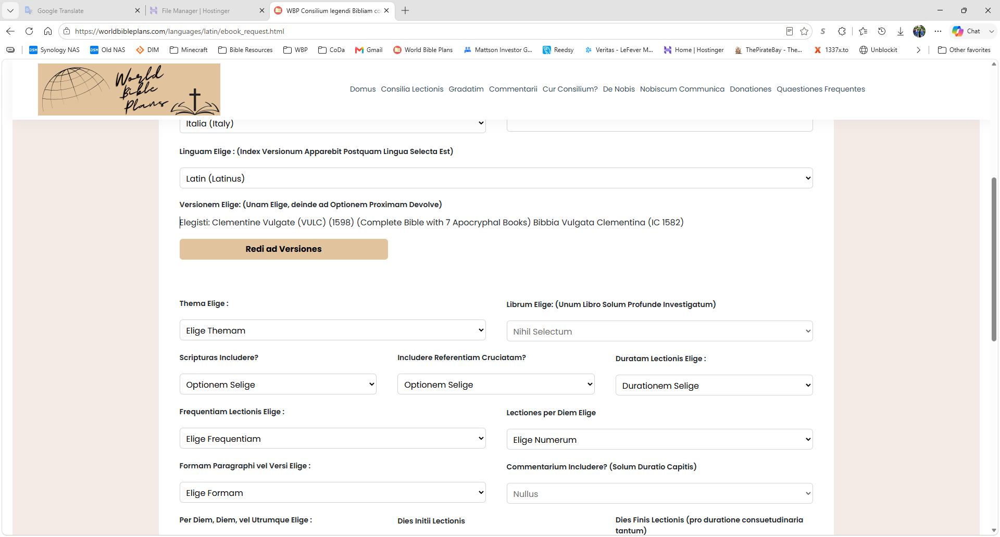 Google Translate
File Manager | Hostinger
WBP Consilium legendi Bibliam co
https://worldbibleplans.com/languages/latin/ebook_request.html
Chat
Synology NAS
Old NAS
DIM
Minecraft
Bible Resources
WBP
CoDa
Gmail
World Bible Plans
Mattson Investor G...
Reedsy
Veritas - LeFever M...
Home | Hostinger
ThePirateBay - The...
1337x.to
Unblockit
Other favorites
World
Bible
Plans
Domus Consilia Lectionis Gradatim Commentarii Cur Consilium? De Nobis Nobiscum Communica Donationes Quaestiones Frequentes
Italia (Italy)
Linguam Elige : (Index Versionum Apparebit Postquam Lingua Selecta Est)
Latin (Latinus)
Versionem Elige: (Unam Elige, deinde ad Optionem Proximam Devolve)
Elegisti: Clementine Vulgate (VULC) (1598) (Complete Bible with 7 Apocryphal Books) Bibbia Vulgata Clementina (IC 1582)
Redi ad Versiones
Thema Elige :
Librum Elige: (Unum Libro Solum Profunde Investigatum)
Elige Themam
Nihil Selectum
Scripturas Includere?
Includere Referentiam Cruciatam?
Duratam Lectionis Elige :
Optionem Selige
Optionem Selige
Durationem Selige
Frequentiam Lectionis Elige :
Lectiones per Diem Elige
Elige Frequentiam
Elige Numerum
Formam Paragraphi vel Versi Elige :
Commentarium Includere? (Solum Duratio Capitis)
Elige Formam
Nullus
Per Diem, Diem, vel Utrumque Elige :
Dies Initii Lectionis
Dies Finis Lectionis (pro duratione consuetudinaria
tantum)